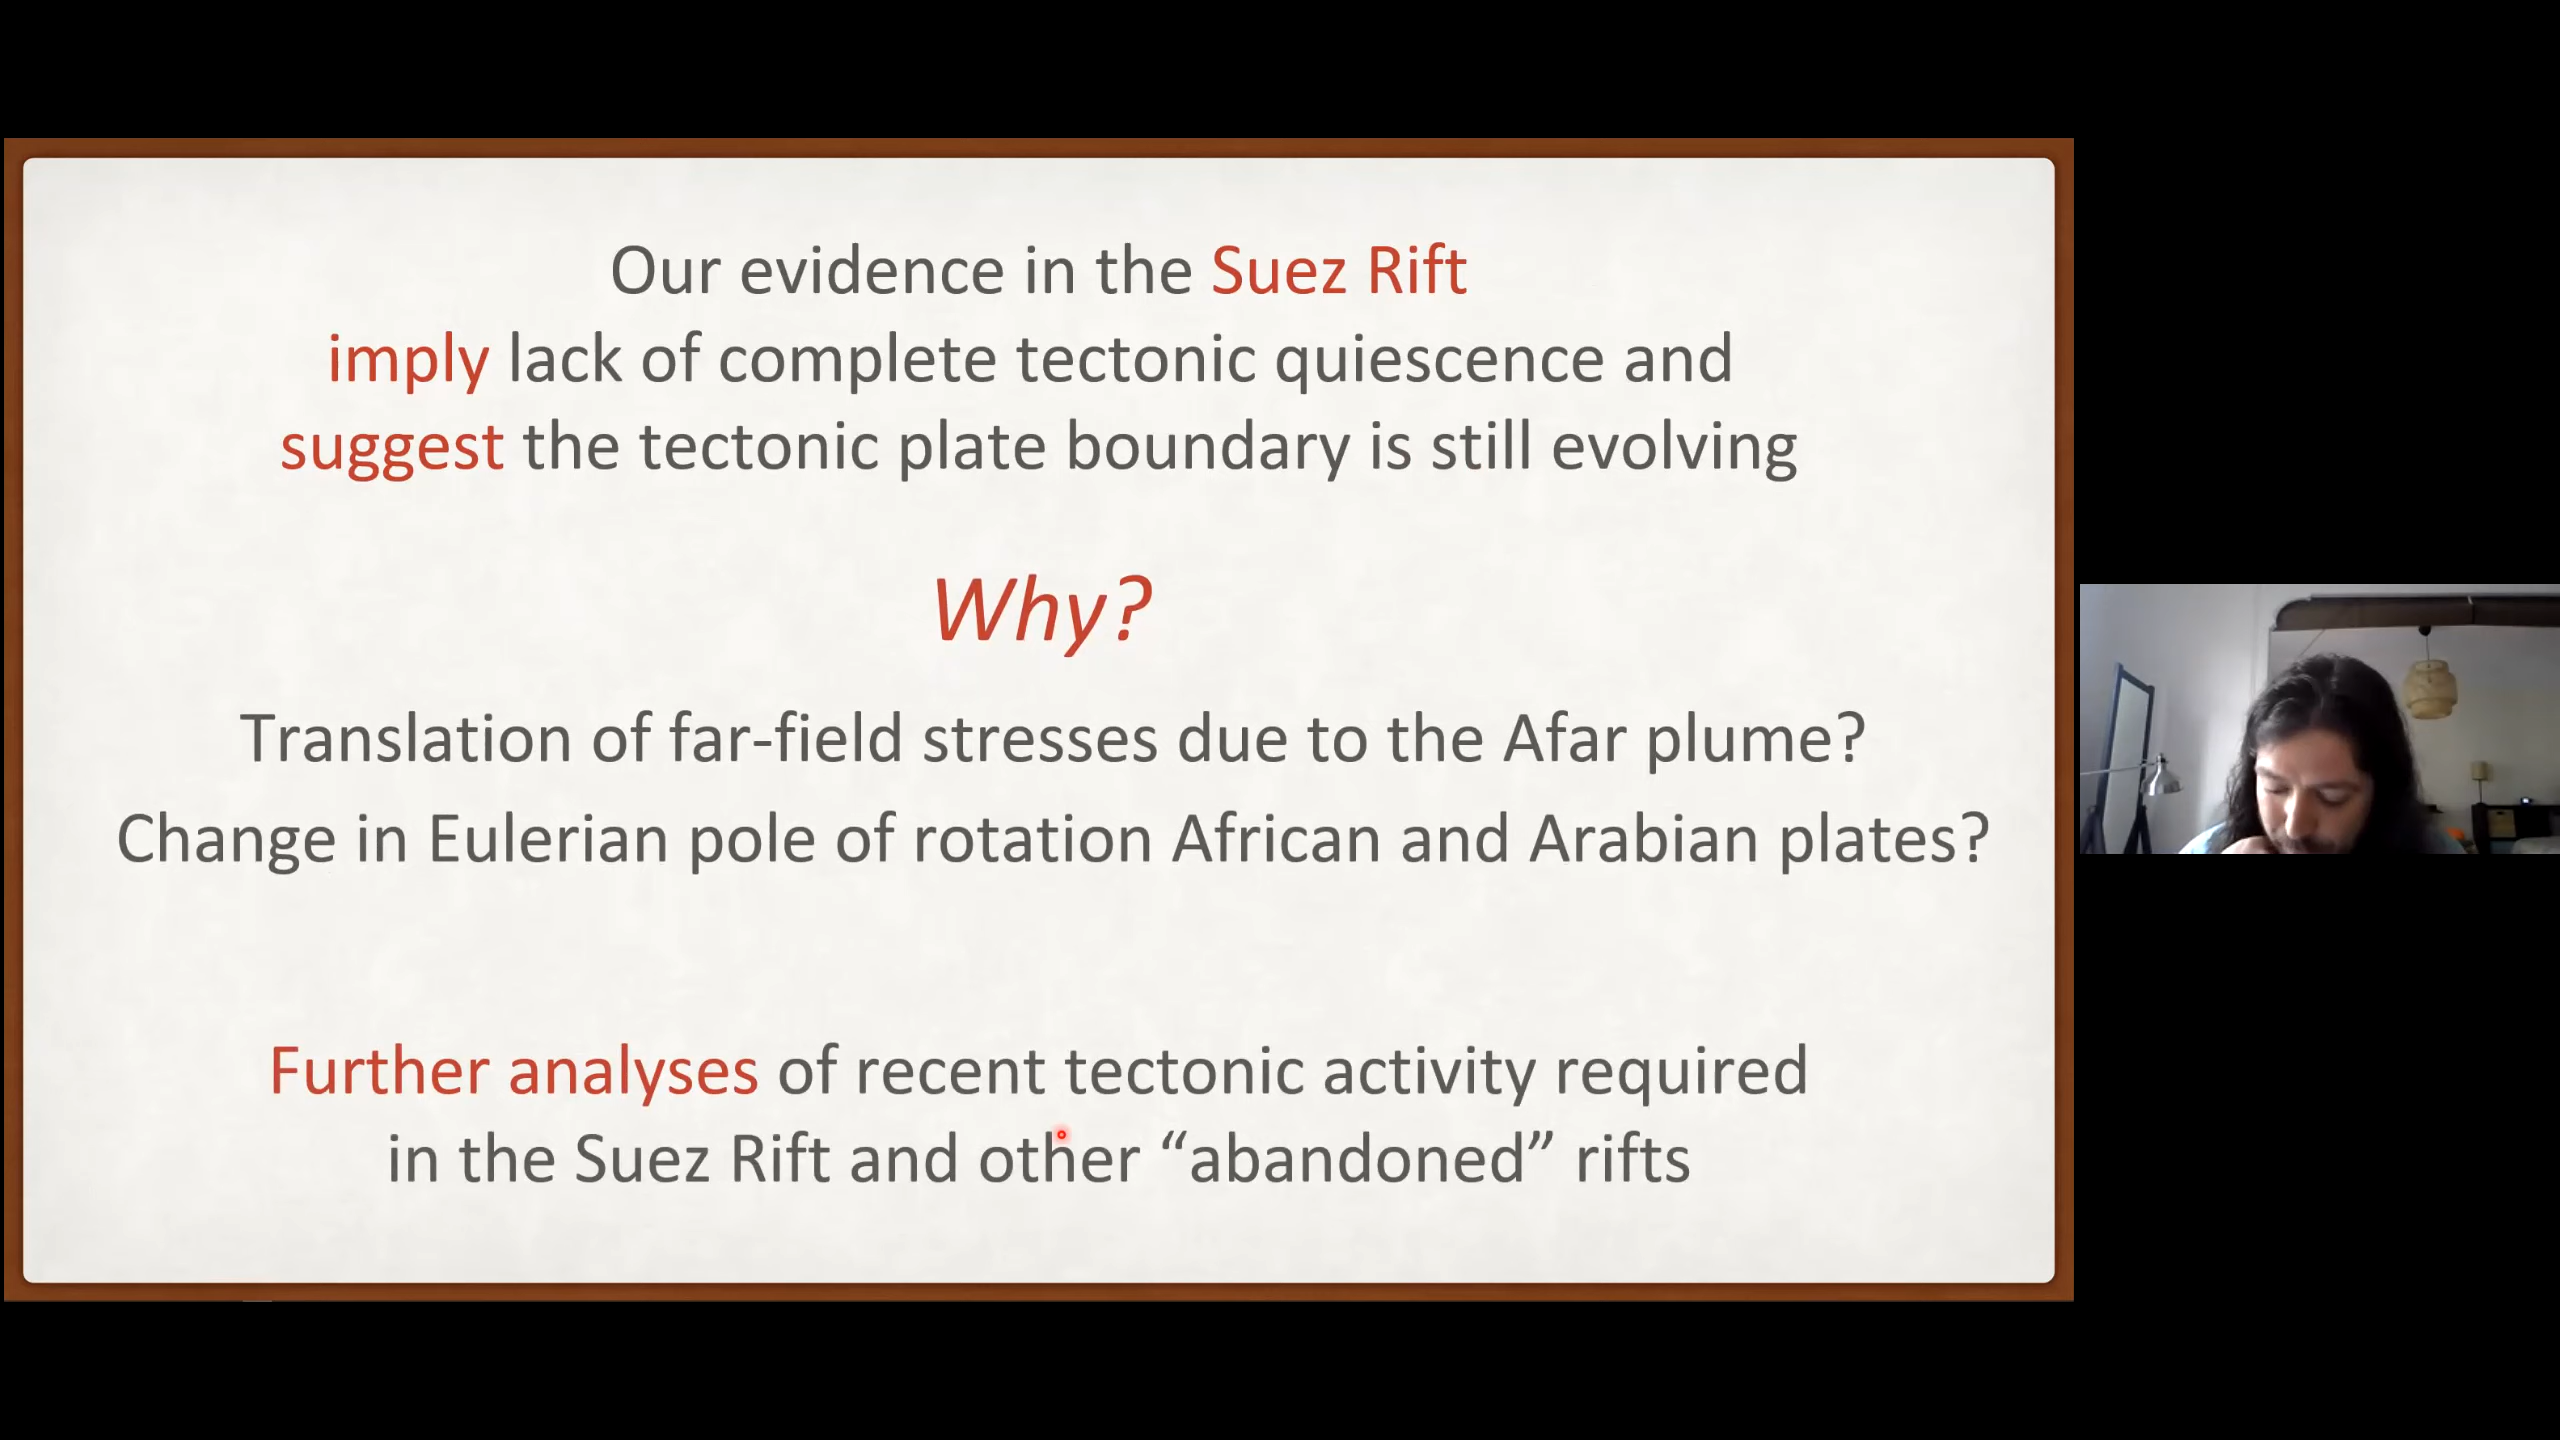 Our evidence in the Suez Rift
imply lack of complete tectonic quiescence and
suggest the tectonic plate boundary is still evolving
Why?
Translation of far-field stresses due to the Afar plume?
Change in Eulerian pole of rotation African and Arabian plates?
Further analyses of recent tectonic activity required
in the Suez Rift and other “abandoned” rifts